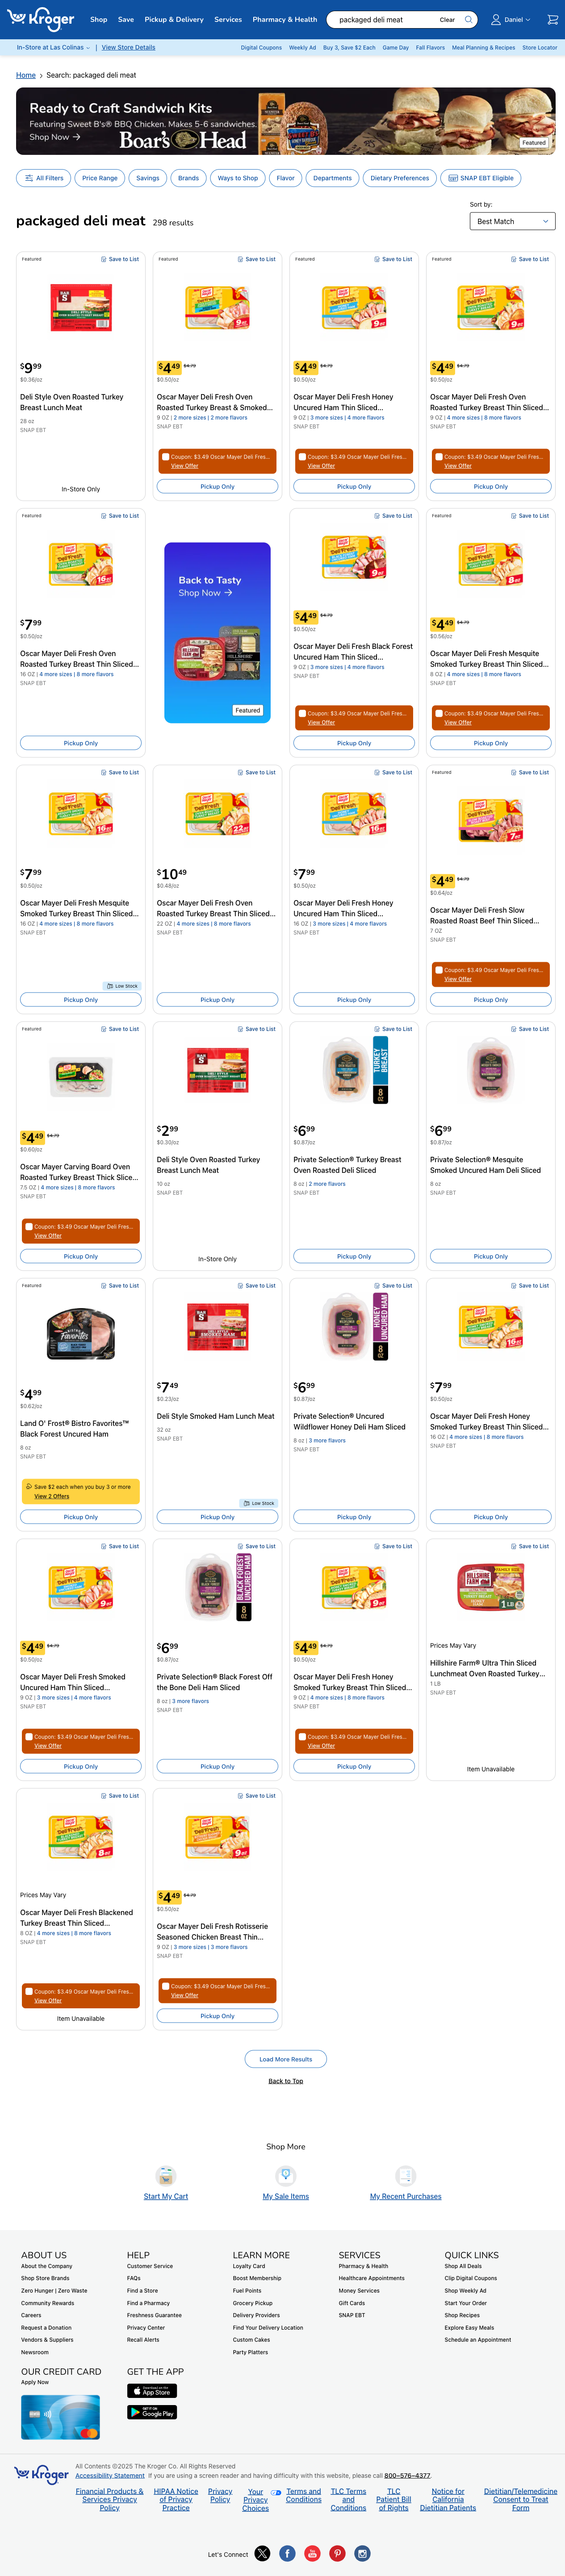 Kroger
Shop
Save
Pickup & Delivery
Services
Pharmacy & Health
packaged deli meat
Clear
Daniel
In-Store at Las Colinas
View Store Details
Digital Coupons
Weekly Ad
Buy 3, Save $2 Each
Game Day
Fall Flavors
Meal Planning & Recipes
Store Locator
Home
Search: packaged deli meat
Ready to Craft Sandwich Kits
Featuring Sweet B's® BBQ Chicken. Makes 5-6 sandwiches.
Shop Now →
Boar's Head
Featured
All Filters
Price Range
Savings
Brands
Ways to Shop
Flavor
Departments
Dietary Preferences
SNAP EBT Eligible
packaged deli meat
298 results
Sort by:
Best Match
Featured
Save to List
$9.99
$0.36/oz
Deli Style Oven Roasted Turkey
Breast Lunch Meat
28 oz
SNAP EBT
In-Store Only
Featured
Save to List
$4.49 $4.79
$0.50/oz
Oscar Mayer Deli Fresh Oven
Roasted Turkey Breast & Smoked...
9 OZ | 2 more sizes | 2 more flavors
SNAP EBT
Coupon: $3.49 Oscar Mayer Deli Fres...
View Offer
Pickup Only
Featured
Save to List
$4.49 $4.79
$0.50/oz
Oscar Mayer Deli Fresh Honey
Uncured Ham Thin Sliced...
9 OZ | 3 more sizes | 4 more flavors
SNAP EBT
Coupon: $3.49 Oscar Mayer Deli Fres...
View Offer
Pickup Only
Featured
Save to List
$4.49 $4.79
$0.50/oz
Oscar Mayer Deli Fresh Oven
Roasted Turkey Breast Thin Sliced...
9 OZ | 4 more sizes | 8 more flavors
SNAP EBT
Coupon: $3.49 Oscar Mayer Deli Fres...
View Offer
Pickup Only
Featured
Save to List
$7.99
$0.50/oz
Oscar Mayer Deli Fresh Oven
Roasted Turkey Breast Thin Sliced...
16 OZ | 4 more sizes | 8 more flavors
SNAP EBT
Pickup Only
Back to Tasty
Shop Now →
Featured
Save to List
$4.49 $4.79
$0.50/oz
Oscar Mayer Deli Fresh Black Forest
Uncured Ham Thin Sliced...
9 OZ | 3 more sizes | 4 more flavors
SNAP EBT
Coupon: $3.49 Oscar Mayer Deli Fres...
View Offer
Pickup Only
Featured
Save to List
$4.49 $4.79
$0.56/oz
Oscar Mayer Deli Fresh Mesquite
Smoked Turkey Breast Thin Sliced...
8 OZ | 4 more sizes | 8 more flavors
SNAP EBT
Coupon: $3.49 Oscar Mayer Deli Fres...
View Offer
Pickup Only
Save to List
$7.99
$0.50/oz
Oscar Mayer Deli Fresh Mesquite
Smoked Turkey Breast Thin Sliced...
16 OZ | 4 more sizes | 8 more flavors
SNAP EBT
Low Stock
Pickup Only
Save to List
$10.49
$0.48/oz
Oscar Mayer Deli Fresh Oven
Roasted Turkey Breast Thin Sliced...
22 OZ | 4 more sizes | 8 more flavors
SNAP EBT
Pickup Only
Save to List
$7.99
$0.50/oz
Oscar Mayer Deli Fresh Honey
Uncured Ham Thin Sliced...
16 OZ | 3 more sizes | 4 more flavors
SNAP EBT
Pickup Only
Featured
Save to List
$4.49 $4.79
$0.64/oz
Oscar Mayer Deli Fresh Slow
Roasted Roast Beef Thin Sliced...
7 OZ
SNAP EBT
Coupon: $3.49 Oscar Mayer Deli Fres...
View Offer
Pickup Only
Featured
Save to List
$4.49 $4.79
$0.60/oz
Oscar Mayer Carving Board Oven
Roasted Turkey Breast Thick Slice...
7.5 OZ | 4 more sizes | 8 more flavors
SNAP EBT
Coupon: $3.49 Oscar Mayer Deli Fres...
View Offer
Pickup Only
Save to List
$2.99
$0.30/oz
Deli Style Oven Roasted Turkey
Breast Lunch Meat
10 oz
SNAP EBT
In-Store Only
Save to List
TURKEY BREAST
8 OZ
$6.99
$0.87/oz
Private Selection® Turkey Breast
Oven Roasted Deli Sliced
8 oz | 2 more flavors
SNAP EBT
Pickup Only
Save to List
$6.99
$0.87/oz
Private Selection® Mesquite
Smoked Uncured Ham Deli Sliced
8 oz
SNAP EBT
Pickup Only
Featured
Save to List
$4.99
$0.62/oz
Land O' Frost® Bistro Favorites™
Black Forest Uncured Ham
8 oz
SNAP EBT
Save $2 each when you buy 3 or more
View 2 Offers
Pickup Only
Save to List
$7.49
$0.23/oz
Deli Style Smoked Ham Lunch Meat
32 oz
SNAP EBT
Low Stock
Pickup Only
Save to List
HONEY UNCURED HAM
8 OZ
$6.99
$0.87/oz
Private Selection® Uncured
Wildflower Honey Deli Ham Sliced
8 oz | 3 more flavors
SNAP EBT
Pickup Only
Save to List
$7.99
$0.50/oz
Oscar Mayer Deli Fresh Honey
Smoked Turkey Breast Thin Sliced...
16 OZ | 4 more sizes | 8 more flavors
SNAP EBT
Pickup Only
Save to List
$4.49 $4.79
$0.50/oz
Oscar Mayer Deli Fresh Smoked
Uncured Ham Thin Sliced...
9 OZ | 3 more sizes | 4 more flavors
SNAP EBT
Coupon: $3.49 Oscar Mayer Deli Fres...
View Offer
Pickup Only
Save to List
BLACK FOREST UNCURED HAM
8 OZ
$6.99
$0.87/oz
Private Selection® Black Forest Off
the Bone Deli Ham Sliced
8 oz | 3 more flavors
SNAP EBT
Pickup Only
Save to List
$4.49 $4.79
$0.50/oz
Oscar Mayer Deli Fresh Honey
Smoked Turkey Breast Thin Sliced...
9 OZ | 4 more sizes | 8 more flavors
SNAP EBT
Coupon: $3.49 Oscar Mayer Deli Fres...
View Offer
Pickup Only
Save to List
Prices May Vary
Hillshire Farm® Ultra Thin Sliced
Lunchmeat Oven Roasted Turkey...
1 LB
SNAP EBT
Item Unavailable
Save to List
Prices May Vary
Oscar Mayer Deli Fresh Blackened
Turkey Breast Thin Sliced...
8 OZ | 4 more sizes | 8 more flavors
SNAP EBT
Coupon: $3.49 Oscar Mayer Deli Fres...
View Offer
Item Unavailable
Save to List
$4.49 $4.79
$0.50/oz
Oscar Mayer Deli Fresh Rotisserie
Seasoned Chicken Breast Thin...
9 OZ | 3 more sizes | 3 more flavors
SNAP EBT
Coupon: $3.49 Oscar Mayer Deli Fres...
View Offer
Pickup Only
Load More Results
Back to Top
Shop More
Start My Cart
My Sale Items
My Recent Purchases
ABOUT US
About the Company
Shop Store Brands
Zero Hunger | Zero Waste
Community Rewards
Careers
Request a Donation
Vendors & Suppliers
Newsroom
HELP
Customer Service
FAQs
Find a Store
Find a Pharmacy
Freshness Guarantee
Privacy Center
Recall Alerts
LEARN MORE
Loyalty Card
Boost Membership
Fuel Points
Grocery Pickup
Delivery Providers
Find Your Delivery Location
Custom Cakes
Party Platters
SERVICES
Pharmacy & Health
Healthcare Appointments
Money Services
Gift Cards
SNAP EBT
QUICK LINKS
Shop All Deals
Clip Digital Coupons
Shop Weekly Ad
Start Your Order
Shop Recipes
Explore Easy Meals
Schedule an Appointment
OUR CREDIT CARD
Apply Now
GET THE APP
App Store
Google Play
Kroger
All Contents ©2025 The Kroger Co. All Rights Reserved
Accessibility Statement If you are using a screen reader and having difficulty with this website, please call 800-576-4377.
Financial Products & Services Privacy Policy
HIPAA Notice of Privacy Practice
Privacy Policy
Your Privacy Choices
Terms and Conditions
TLC Terms and Conditions
TLC Patient Bill of Rights
Notice for California Dietitian Patients
Dietitian/Telemedicine Consent to Treat Form
Let's Connect